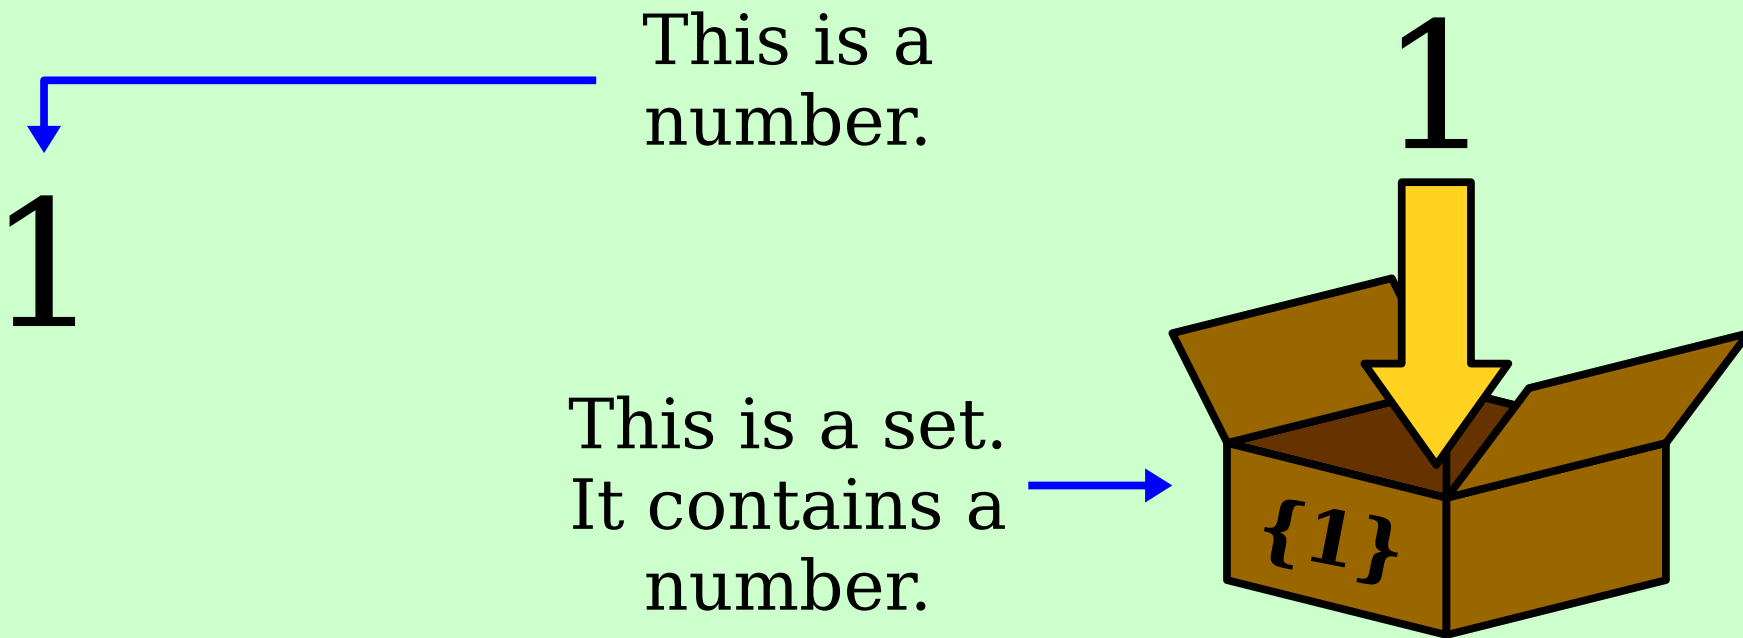 This is a
number.
1
1
This is a set.
It contains a
number.
{1}